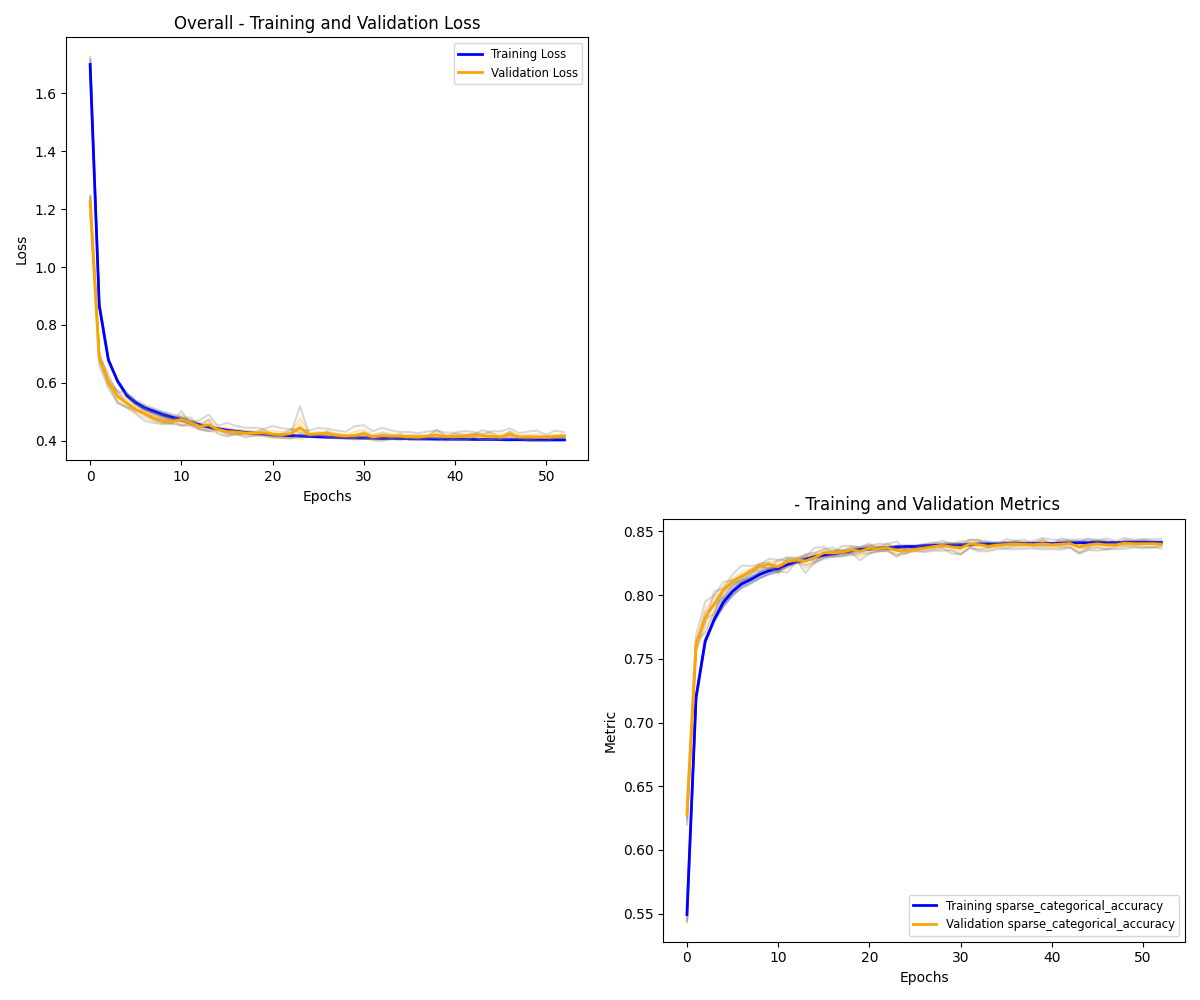 Overall - Training and Validation Loss
Training Loss
Validation Loss
1.6
1.4
1.2
1.0
0.8
0.6
0.4
Loss
0 10 20 30 40 50
Epochs
- Training and Validation Metrics
0.85
0.80
0.75
0.70
0.65
0.60
0.55
Metric
Training sparse_categorical_accuracy
Validation sparse_categorical_accuracy
0 10 20 30 40 50
Epochs